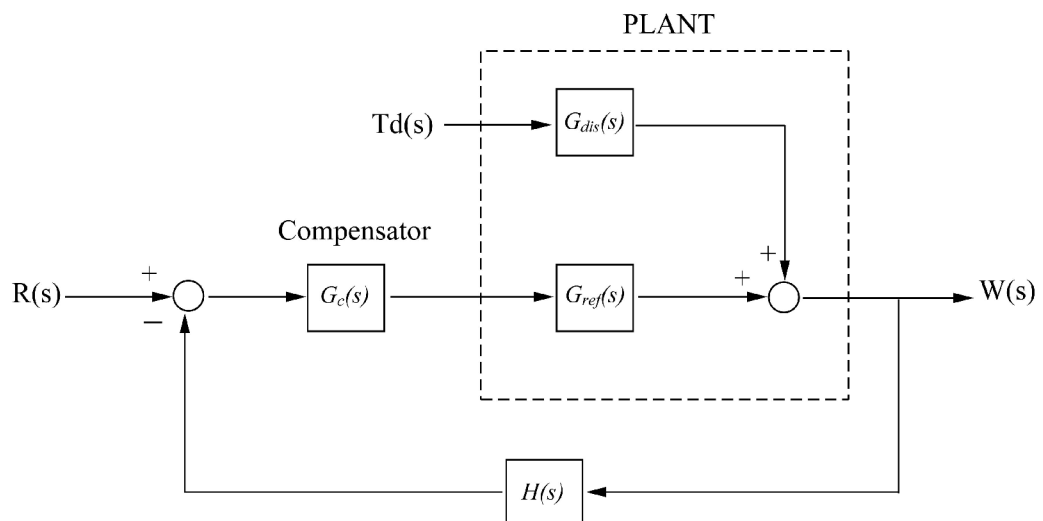 PLANT
Td(s)
G_dis(s)
Compensator
+
R(s)
+
−
G_c(s)
G_ref(s)
+
W(s)
H(s)